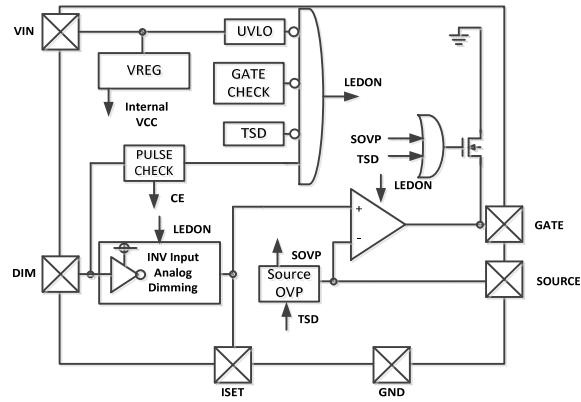 VIN
UVLO
VREG
GATE
CHECK
LEDON
Internal
VCC
TSD
SOVP
TSD
PULSE
CHECK
CE
LEDON
LEDON
+
-
GATE
DIM
INV Input
Analog
Dimming
SOVP
Source
OVP
SOURCE
TSD
ISET
GND